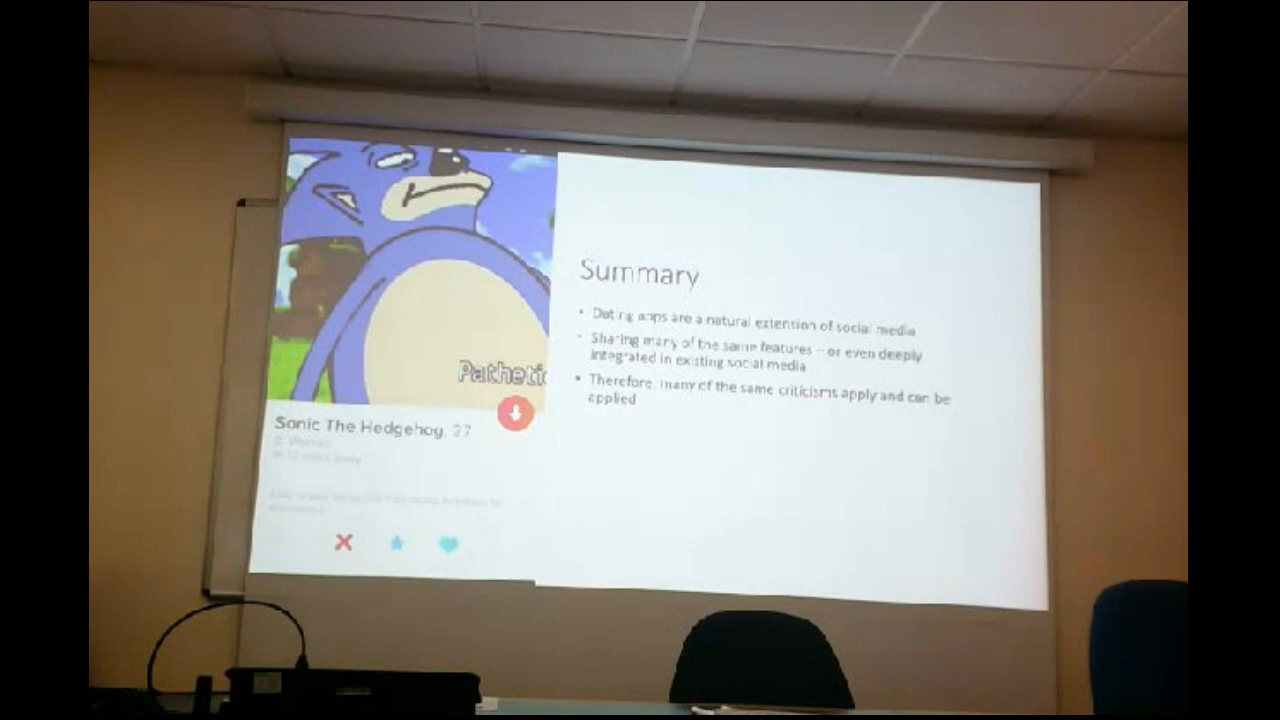 Pathetic
Sonic The Hedgehog, 27
Summary
• Dating apps are a natural extention of social media
• Sharing many of the same features – or even deeply
integrated in existing social media
• Therefore, many of the same criticisms apply and can be
applied